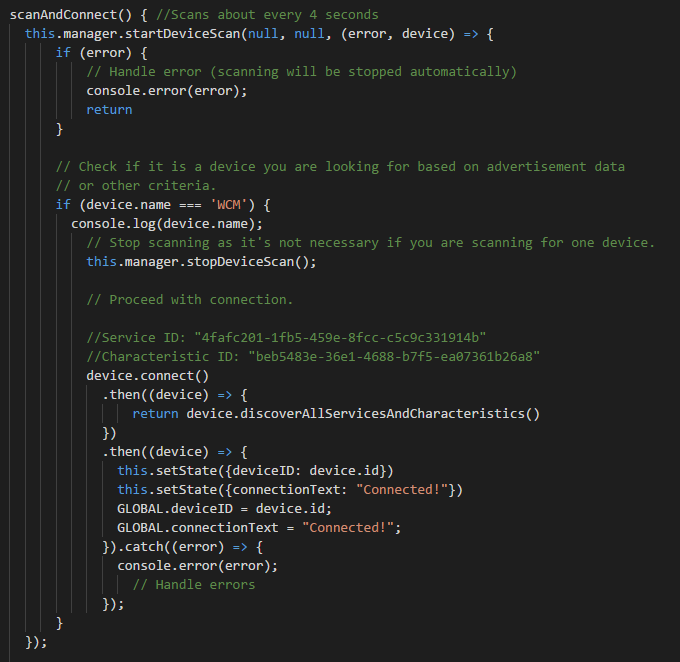 scanAndConnect() { //Scans about every 4 seconds
this.manager.startDeviceScan(null, null, (error, device) => {
if (error) {
// Handle error (scanning will be stopped automatically)
console.error(error);
return
}
// Check if it is a device you are looking for based on advertisement data
// or other criteria.
if (device.name === 'WCM') {
console.log(device.name);
// Stop scanning as it's not necessary if you are scanning for one device.
this.manager.stopDeviceScan();
// Proceed with connection.
//Service ID: "4fafc201-1fb5-459e-8fcc-c5c9c331914b"
//Characteristic ID: "beb5483e-36e1-4688-b7f5-ea07361b26a8"
device.connect()
.then((device) => {
return device.discoverAllServicesAndCharacteristics()
})
.then((device) => {
this.setState({deviceID: device.id})
this.setState({connectionText: "Connected!"})
GLOBAL.deviceID = device.id;
GLOBAL.connectionText = "Connected!";
}).catch((error) => {
console.error(error);
// Handle errors
});
}
});